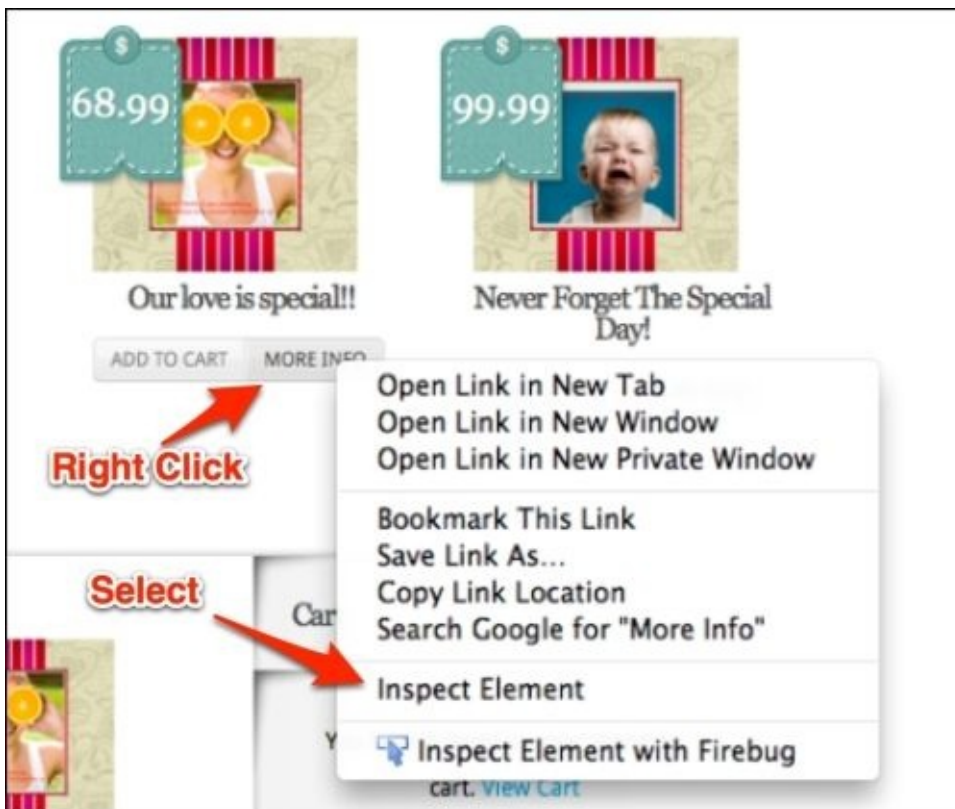 $
68.99
$
99.99
Our love is special!!
Never Forget The Special
Day!
ADD TO CART
MORE INFO
Right Click
Open Link in New Tab
Open Link in New Window
Open Link in New Private Window
Bookmark This Link
Save Link As...
Copy Link Location
Search Google for "More Info"
Select
Car
Inspect Element
Y
Inspect Element with Firebug
cart. View Cart